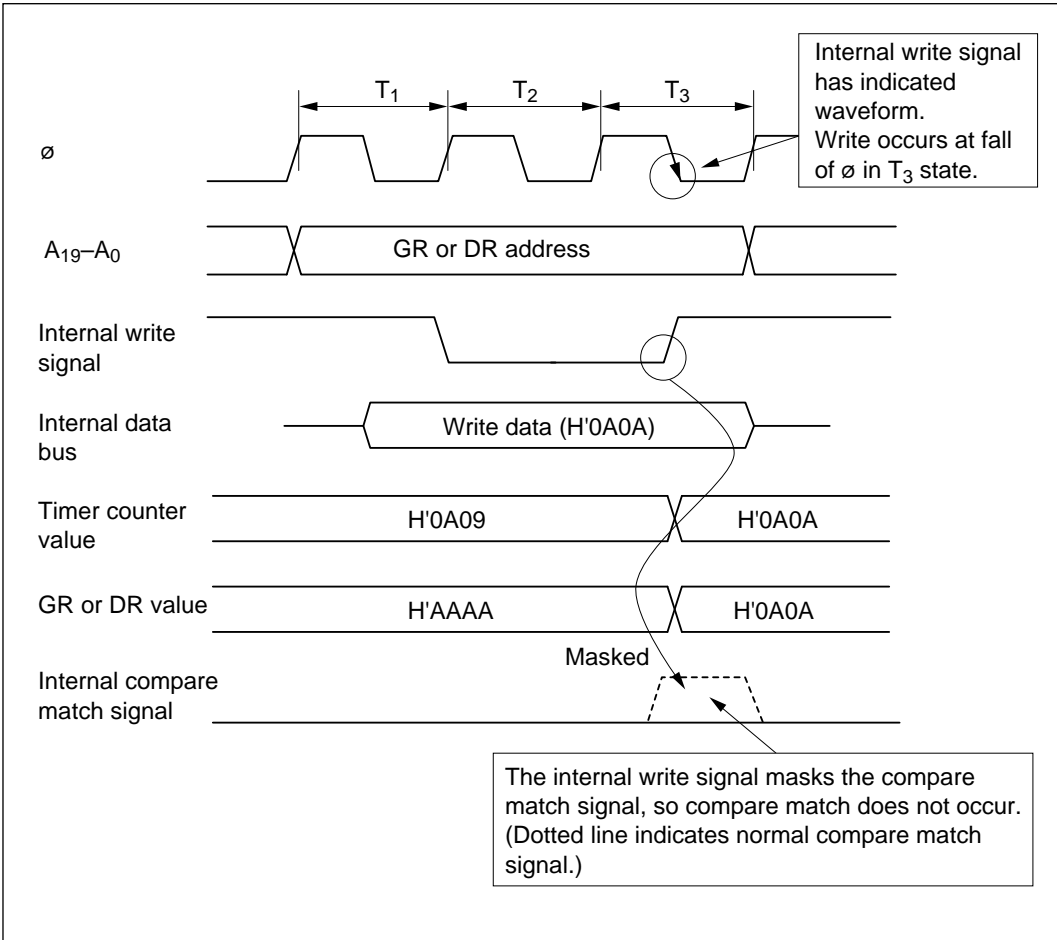 Internal write signal
has indicated
waveform.
Write occurs at fall
of ø in T3 state.
T1
T2
T3
ø
A19–A0
GR or DR address
Internal write
signal
Internal data
bus
Write data (H'0A0A)
Timer counter
value
H'0A09
H'0A0A
GR or DR value
H'AAAA
H'0A0A
Masked
Internal compare
match signal
The internal write signal masks the compare
match signal, so compare match does not occur.
(Dotted line indicates normal compare match
signal.)